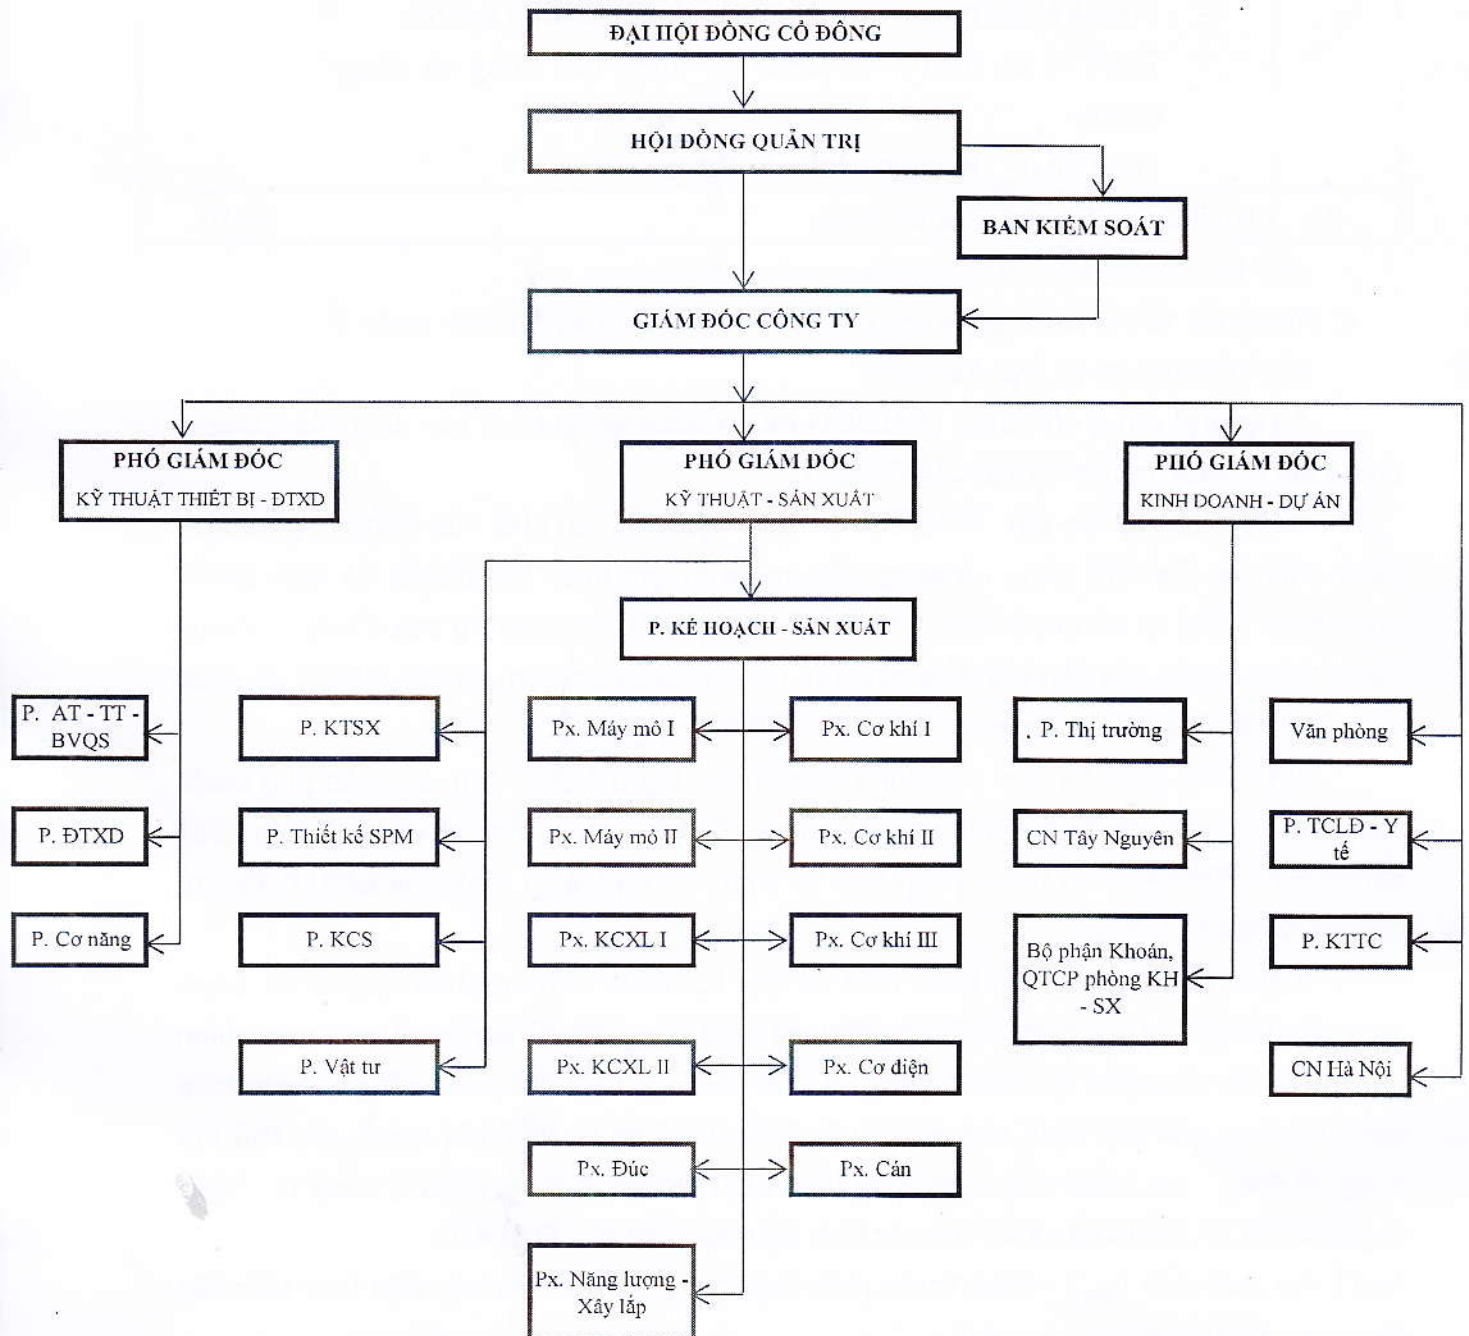 ĐẠI HỘI ĐỒNG CỔ ĐÔNG
HỘI ĐỒNG QUẢN TRỊ
BAN KIỂM SOÁT
GIÁM ĐỐC CÔNG TY
PHÓ GIÁM ĐỐC
KỸ THUẬT THIẾT BỊ - ĐTXD
PHÓ GIÁM ĐỐC
KỸ THUẬT - SẢN XUẤT
PHÓ GIÁM ĐỐC
KINH DOANH - DỰ ÁN
P. KẾ HOẠCH - SẢN XUẤT
P. AT - TT -
BVQS
P. KTSX
Px. Máy mỏ I
Px. Cơ khí I
P. Thị trường
Văn phòng
P. ĐTXD
P. Thiết kế SPM
Px. Máy mỏ II
Px. Cơ khí II
CN Tây Nguyên
P. TCLĐ - Y
tế
P. Cơ năng
P. KCS
Px. KCXL I
Px. Cơ khí III
Bộ phận Khoán,
QTCP phòng KH
- SX
P. KTTC
P. Vật tư
Px. KCXL II
Px. Cơ điện
CN Hà Nội
Px. Đúc
Px. Cán
Px. Năng lượng -
Xây lắp